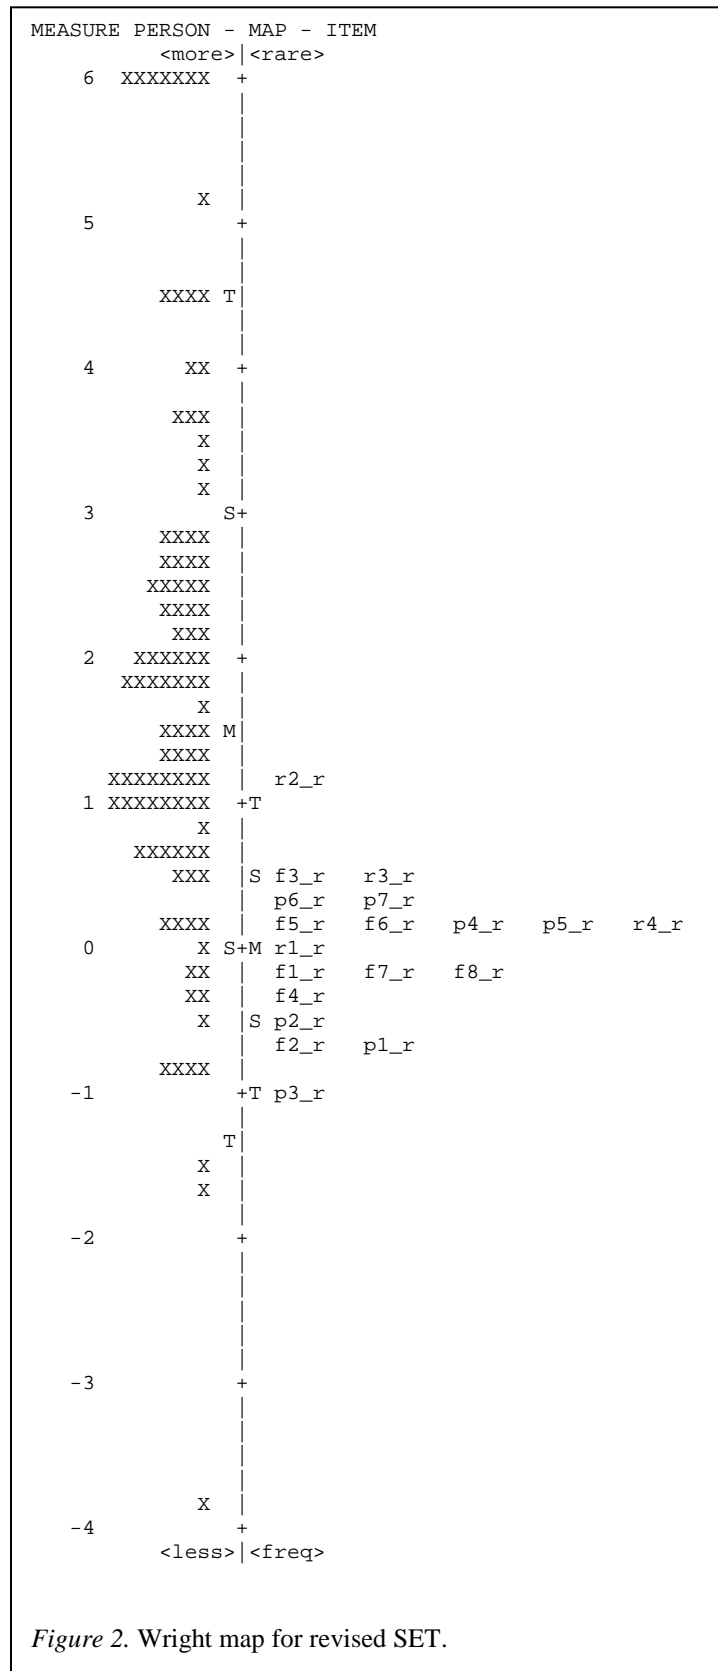 MEASURE PERSON - MAP - ITEM
<more>|<rare>
6 XXXXXXX +
|
|
|
|
X |
5 +
|
|
XXXX T|
|
|
4 XX +
|
XXX |
X |
X |
X |
3 S+
XXXX |
XXXX |
XXXXX |
XXXX |
XXX |
2 XXXXXX +
XXXXXXX |
X |
XXXX M|
XXXX |
XXXXXXXX | r2_r
1 XXXXXXXX +T
X |
XXXXXX |
XXX |S f3_r r3_r
| p6_r p7_r
XXXX | f5_r f6_r p4_r p5_r r4_r
0 X S+M r1_r
XX | f1_r f7_r f8_r
XX | f4_r
X |S p2_r
| f2_r p1_r
XXXX |
-1 +T p3_r
|
T|
X |
X |
|
-2 +
|
|
|
|
|
-3 +
|
|
|
|
X |
-4 +
<less>|<freq>
Figure 2. Wright map for revised SET.